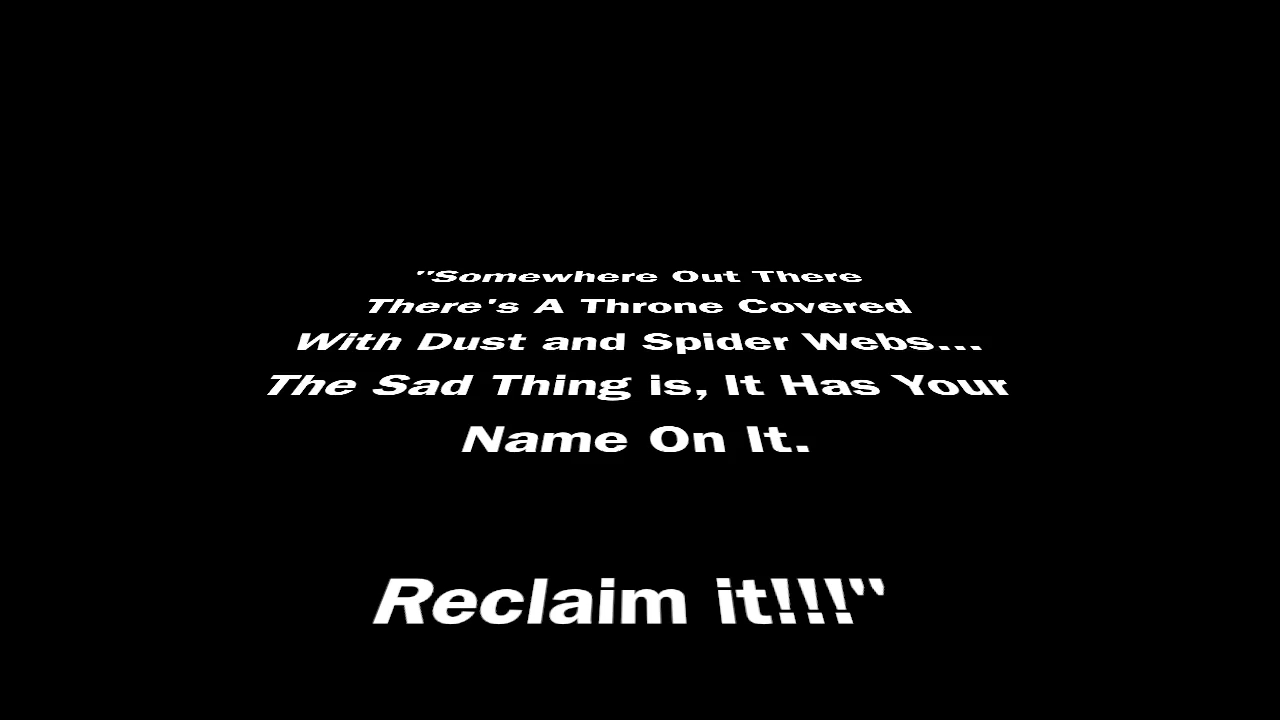 "Somewhere Out There
There's A Throne Covered
With Dust and Spider Webs...
The Sad Thing is, It Has Your
Name On It.
Reclaim it!!!"